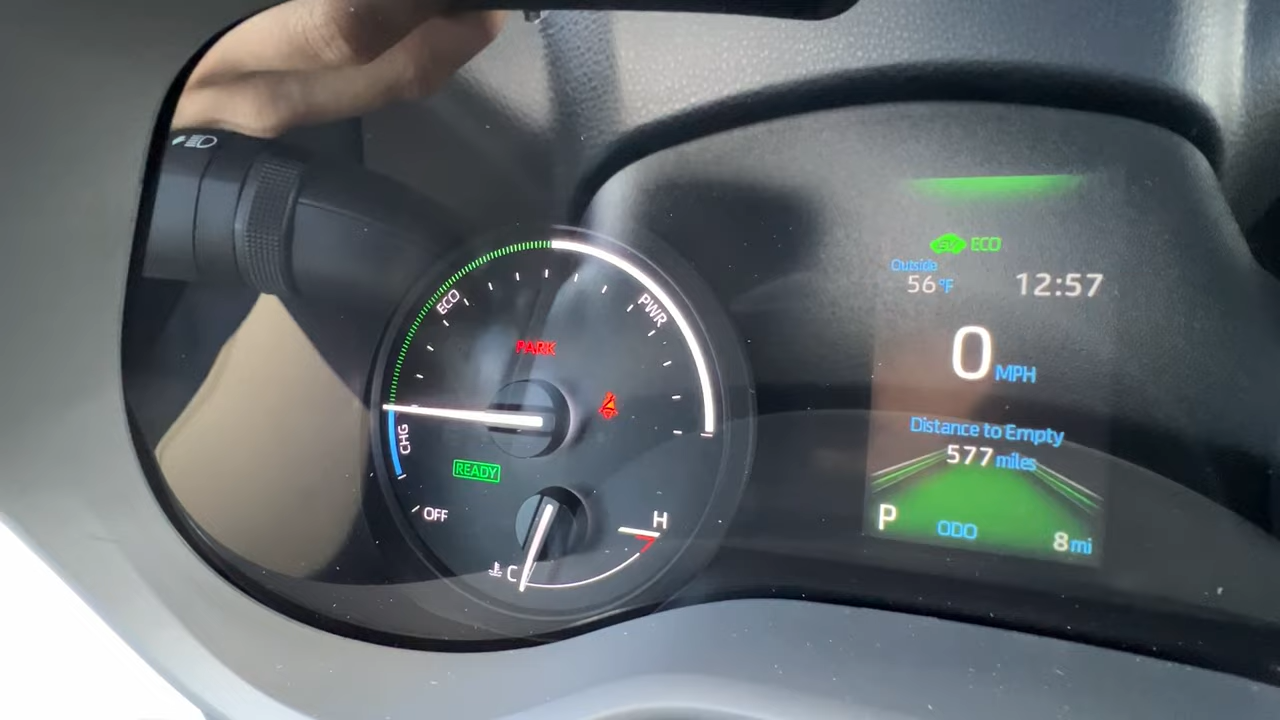 ECO
PWR
PARK
CHG
READY
OFF
H
C
EV ECO
Outside
56°F
12:57
0 MPH
Distance to Empty
577 miles
P
ODO
8 mi